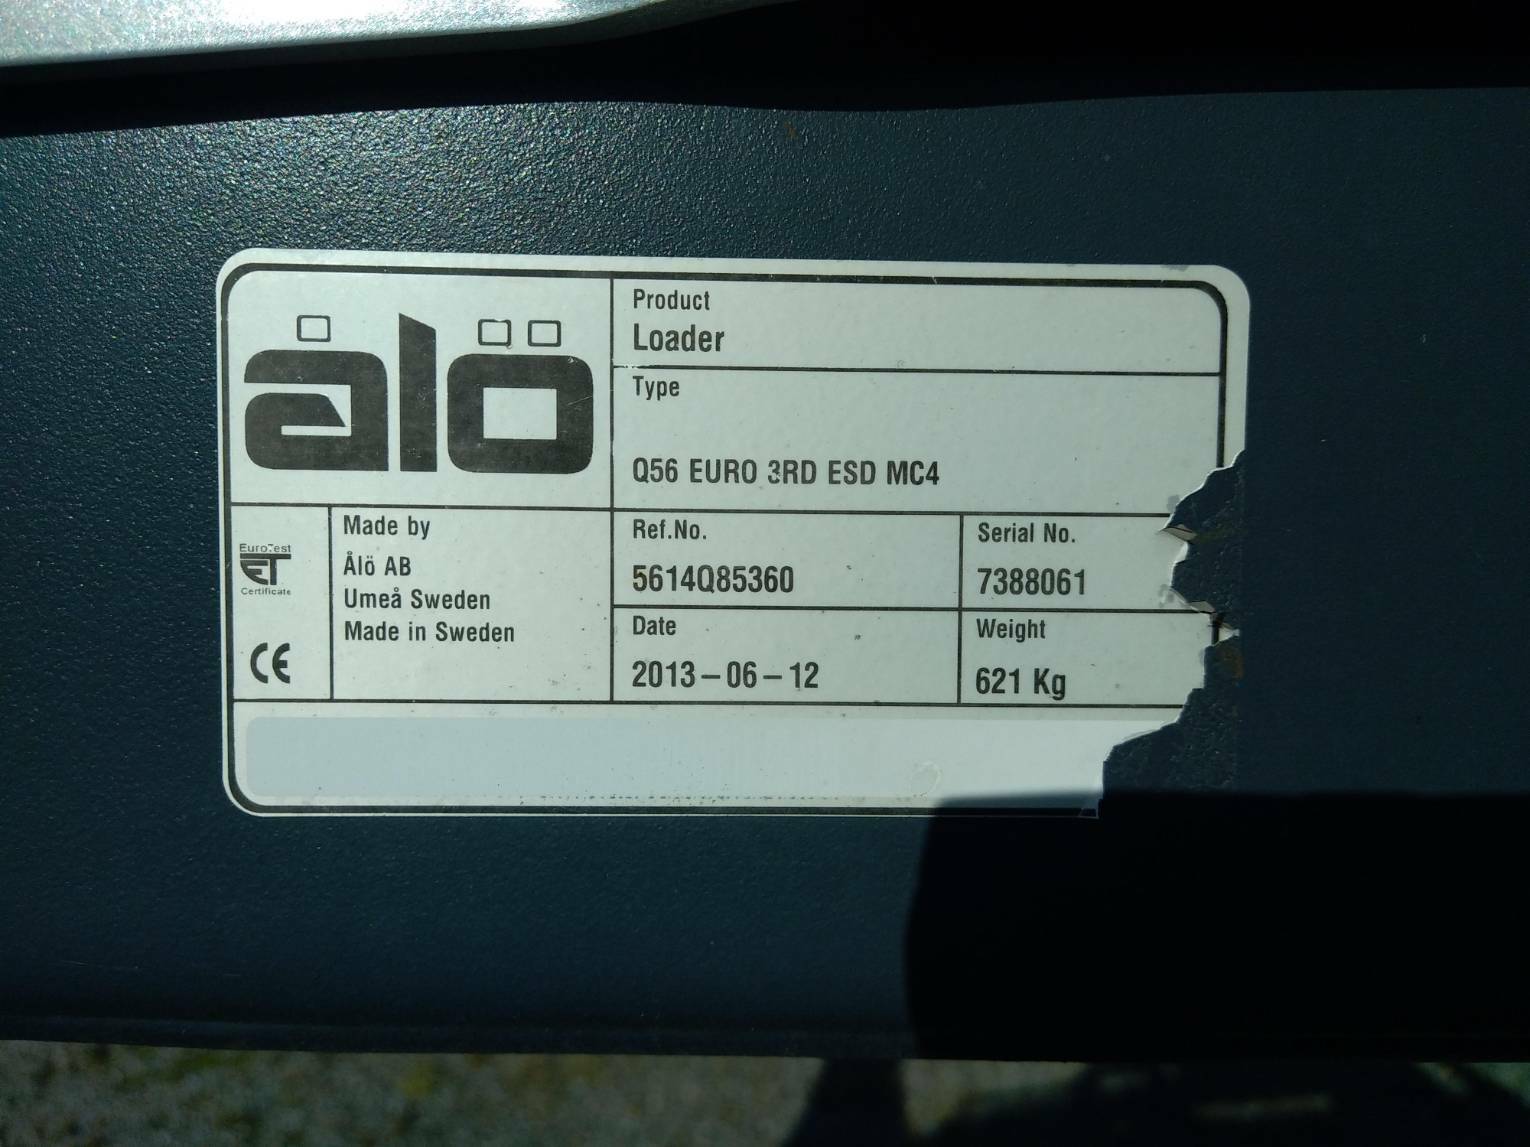 ålö
Product
Loader
Type
Q56 EURO 3RD ESD MC4
EuroTest
ET
Certificate
CE
Made by
Ålö AB
Umeå Sweden
Made in Sweden
Ref.No.
5614Q85360
Serial No.
7388061
Date
2013-06-12
Weight
621 Kg